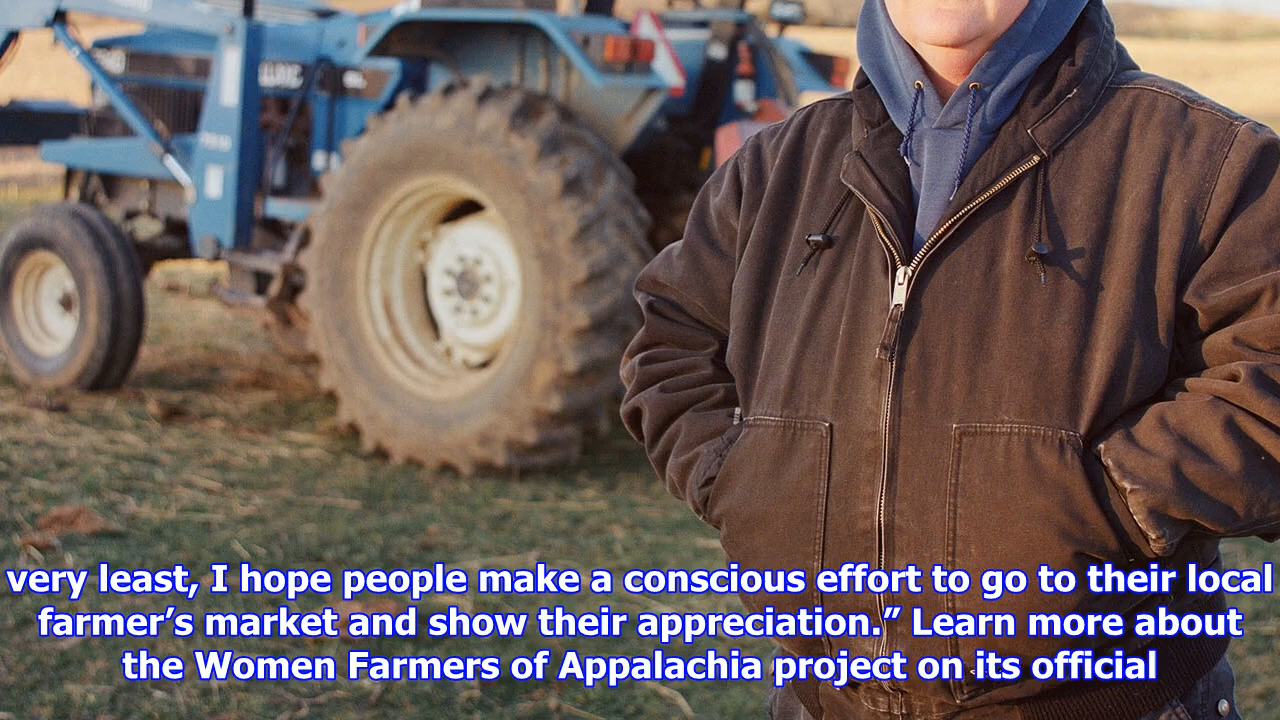 very least, I hope people make a conscious effort to go to their local
farmer’s market and show their appreciation.” Learn more about
the Women Farmers of Appalachia project on its official